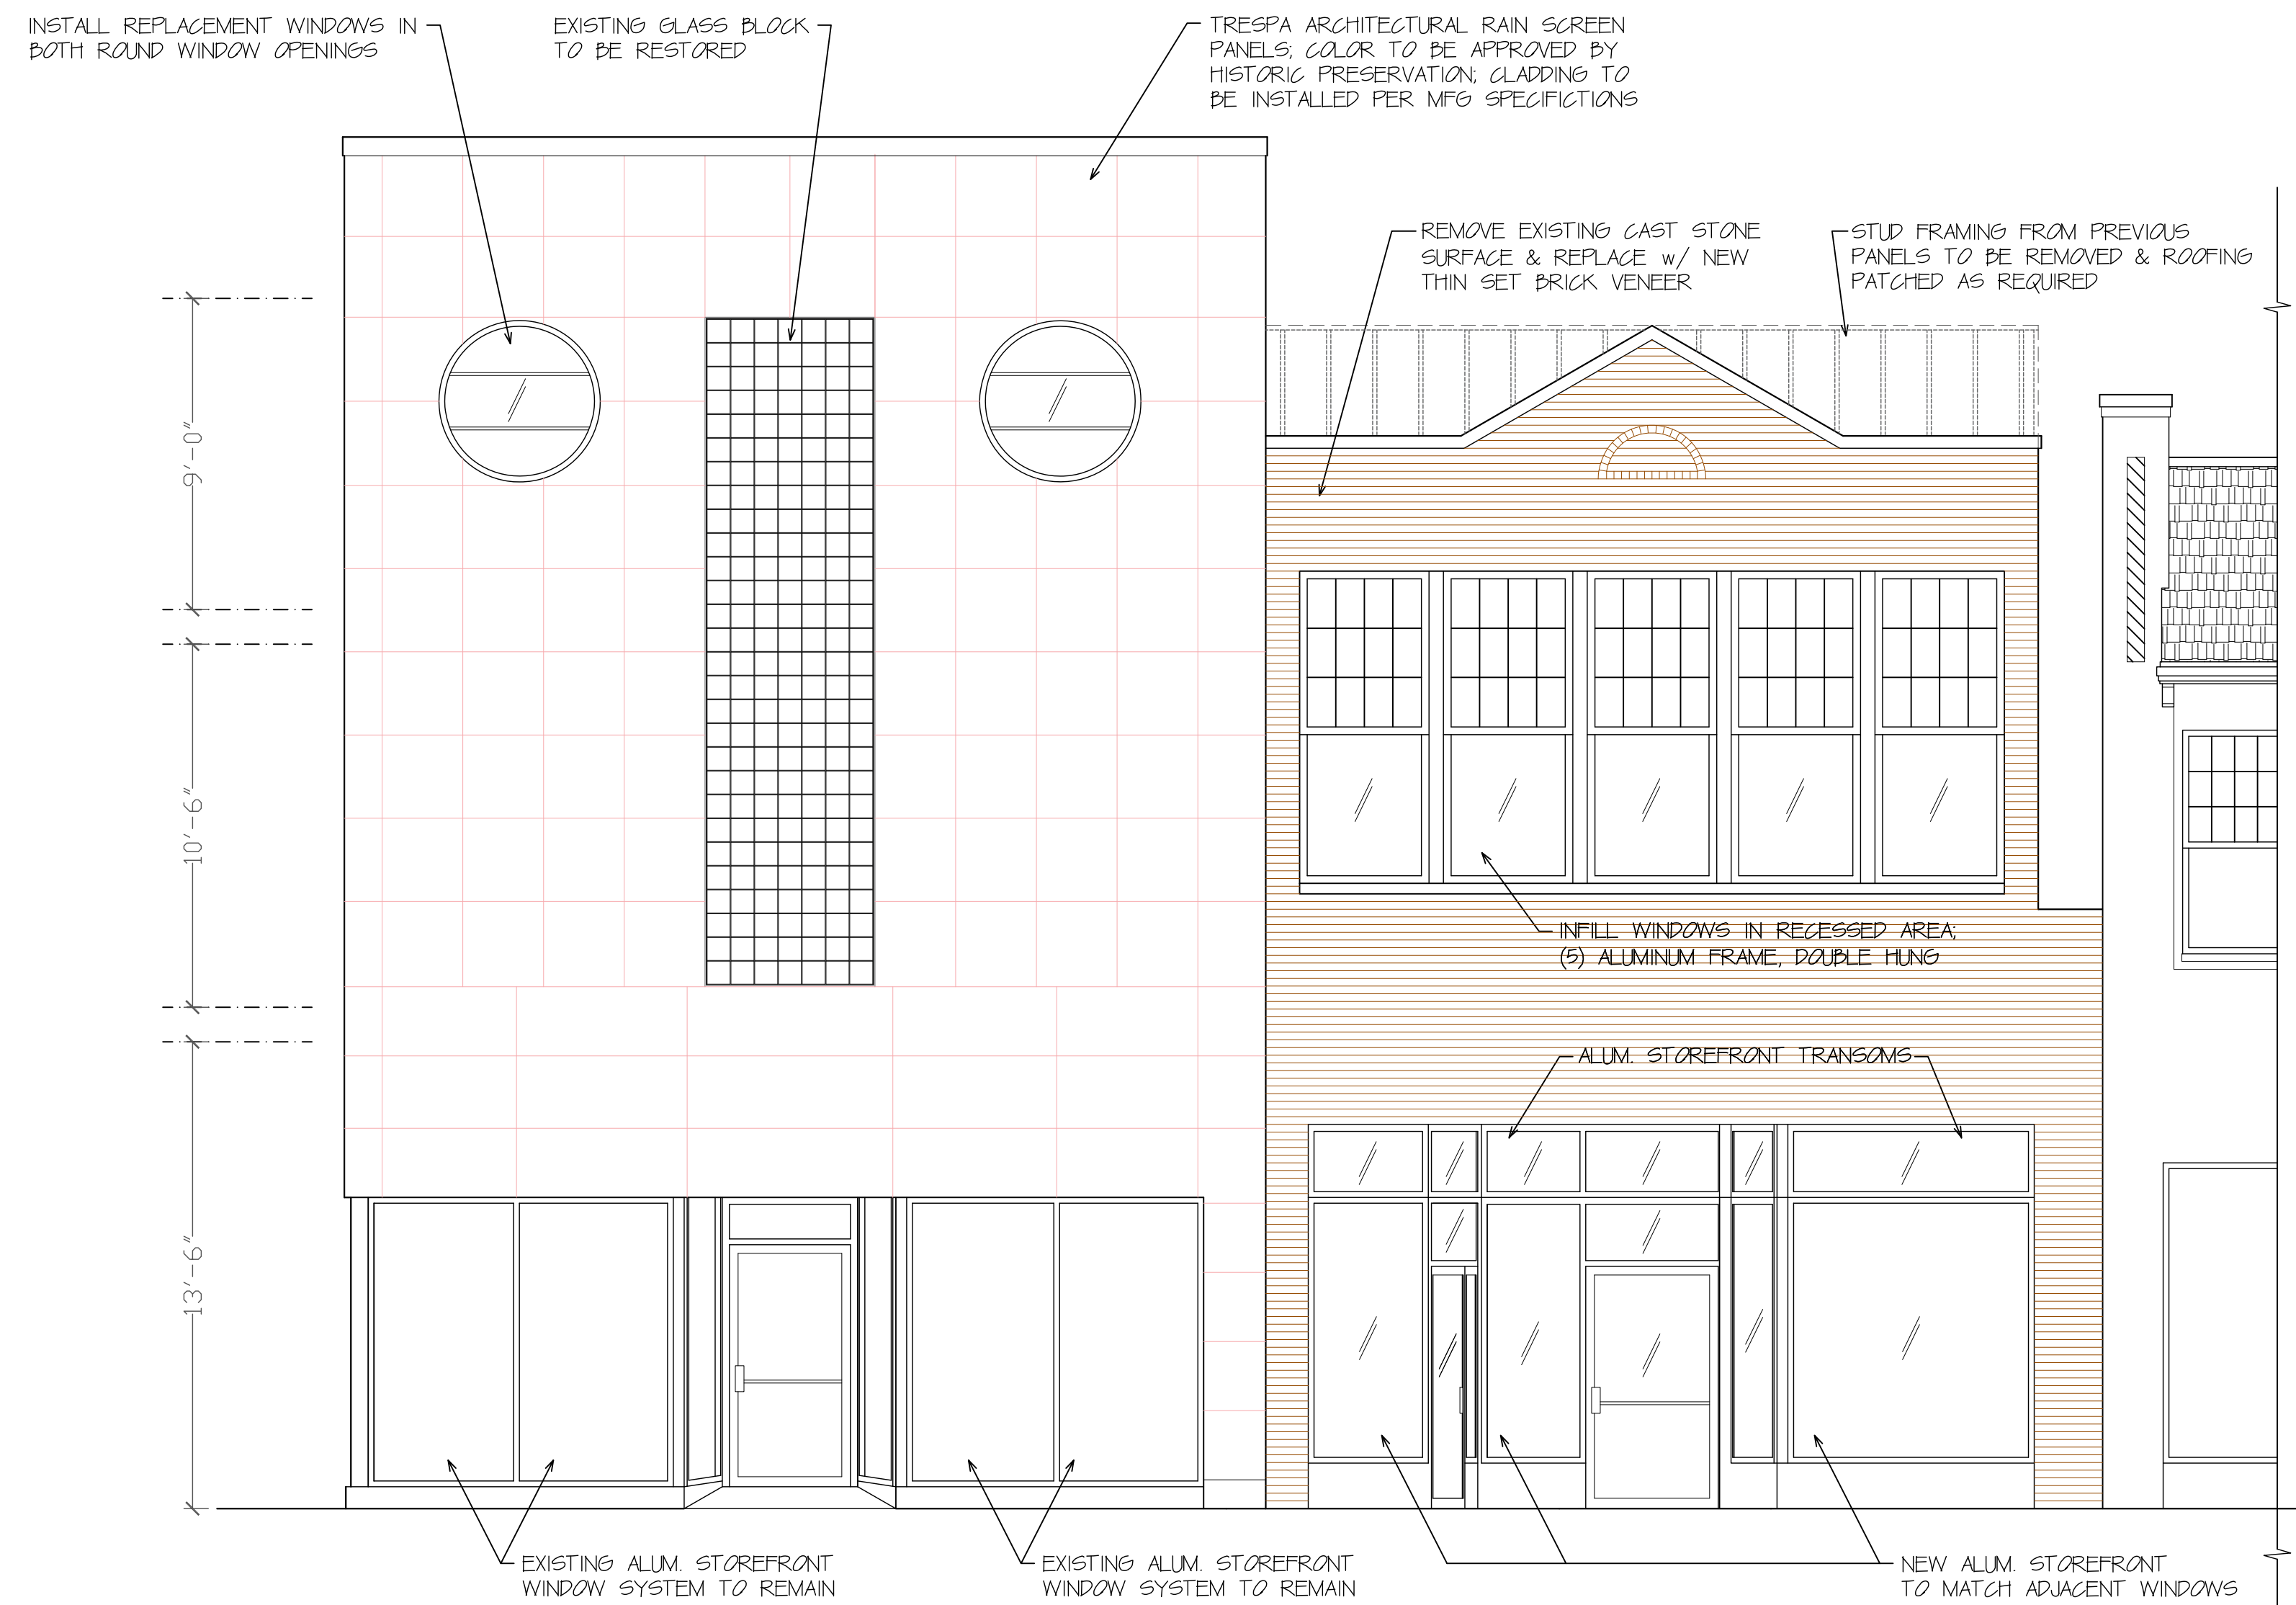 INSTALL REPLACEMENT WINDOWS IN
BOTH ROUND WINDOW OPENINGS
EXISTING GLASS BLOCK
TO BE RESTORED
TRESPA ARCHITECTURAL RAIN SCREEN
PANELS; COLOR TO BE APPROVED BY
HISTORIC PRESERVATION; CLADDING TO
BE INSTALLED PER MFG SPECIFICTIONS
REMOVE EXISTING CAST STONE
SURFACE & REPLACE w/ NEW
THIN SET BRICK VENEER
STUD FRAMING FROM PREVIOUS
PANELS TO BE REMOVED & ROOFING
PATCHED AS REQUIRED
9'-0"
10'-6"
13'-6"
INFILL WINDOWS IN RECESSED AREA;
(5) ALUMINUM FRAME, DOUBLE HUNG
ALUM. STOREFRONT TRANSOMS
EXISTING ALUM. STOREFRONT
WINDOW SYSTEM TO REMAIN
EXISTING ALUM. STOREFRONT
WINDOW SYSTEM TO REMAIN
NEW ALUM. STOREFRONT
TO MATCH ADJACENT WINDOWS